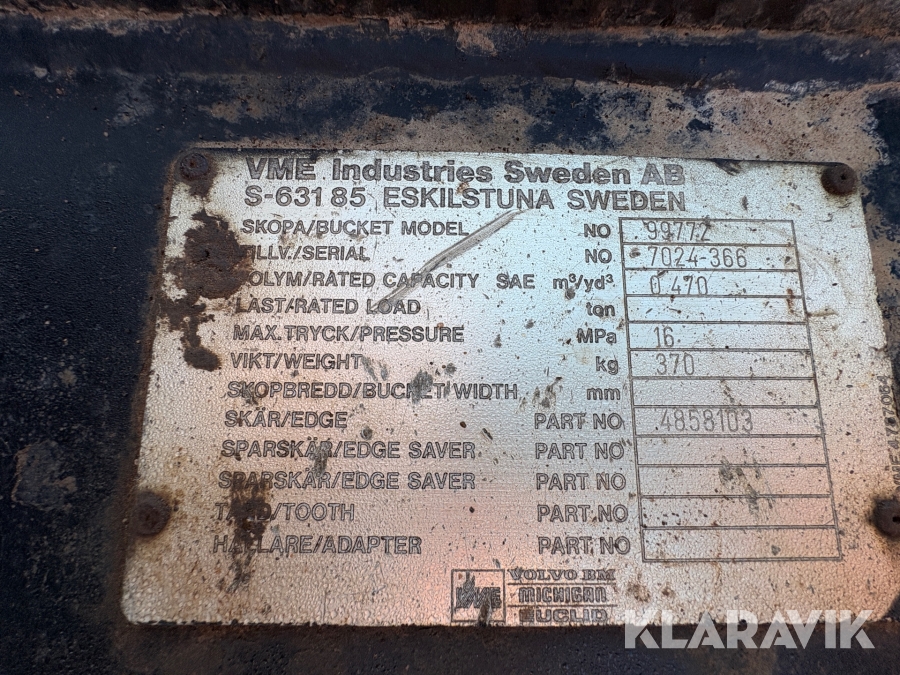 VME Industries Sweden AB
S-631 85 ESKILSTUNA SWEDEN
SKOPA/BUCKET MODEL NO 99772
TILLV./SERIAL NO 7024-366
VOLYM/RATED CAPACITY SAE m³/yd³ 0.470
LAST/RATED LOAD ton
MAX. TRYCK/PRESSURE MPa 16
VIKT/WEIGHT kg 370
SKOPBREDD/BUCHET/WIDTH mm
SKÄR/EDGE PART NO 4858103
SPARSKÄR/EDGE SAVER PART NO
SPARSKÄR/EDGE SAVER PART NO
TAND/TOOTH PART NO
HÅLLARE/ADAPTER PART NO
VME VOLVO BM
MICHIGAN
EUCLID
KLARAVIK